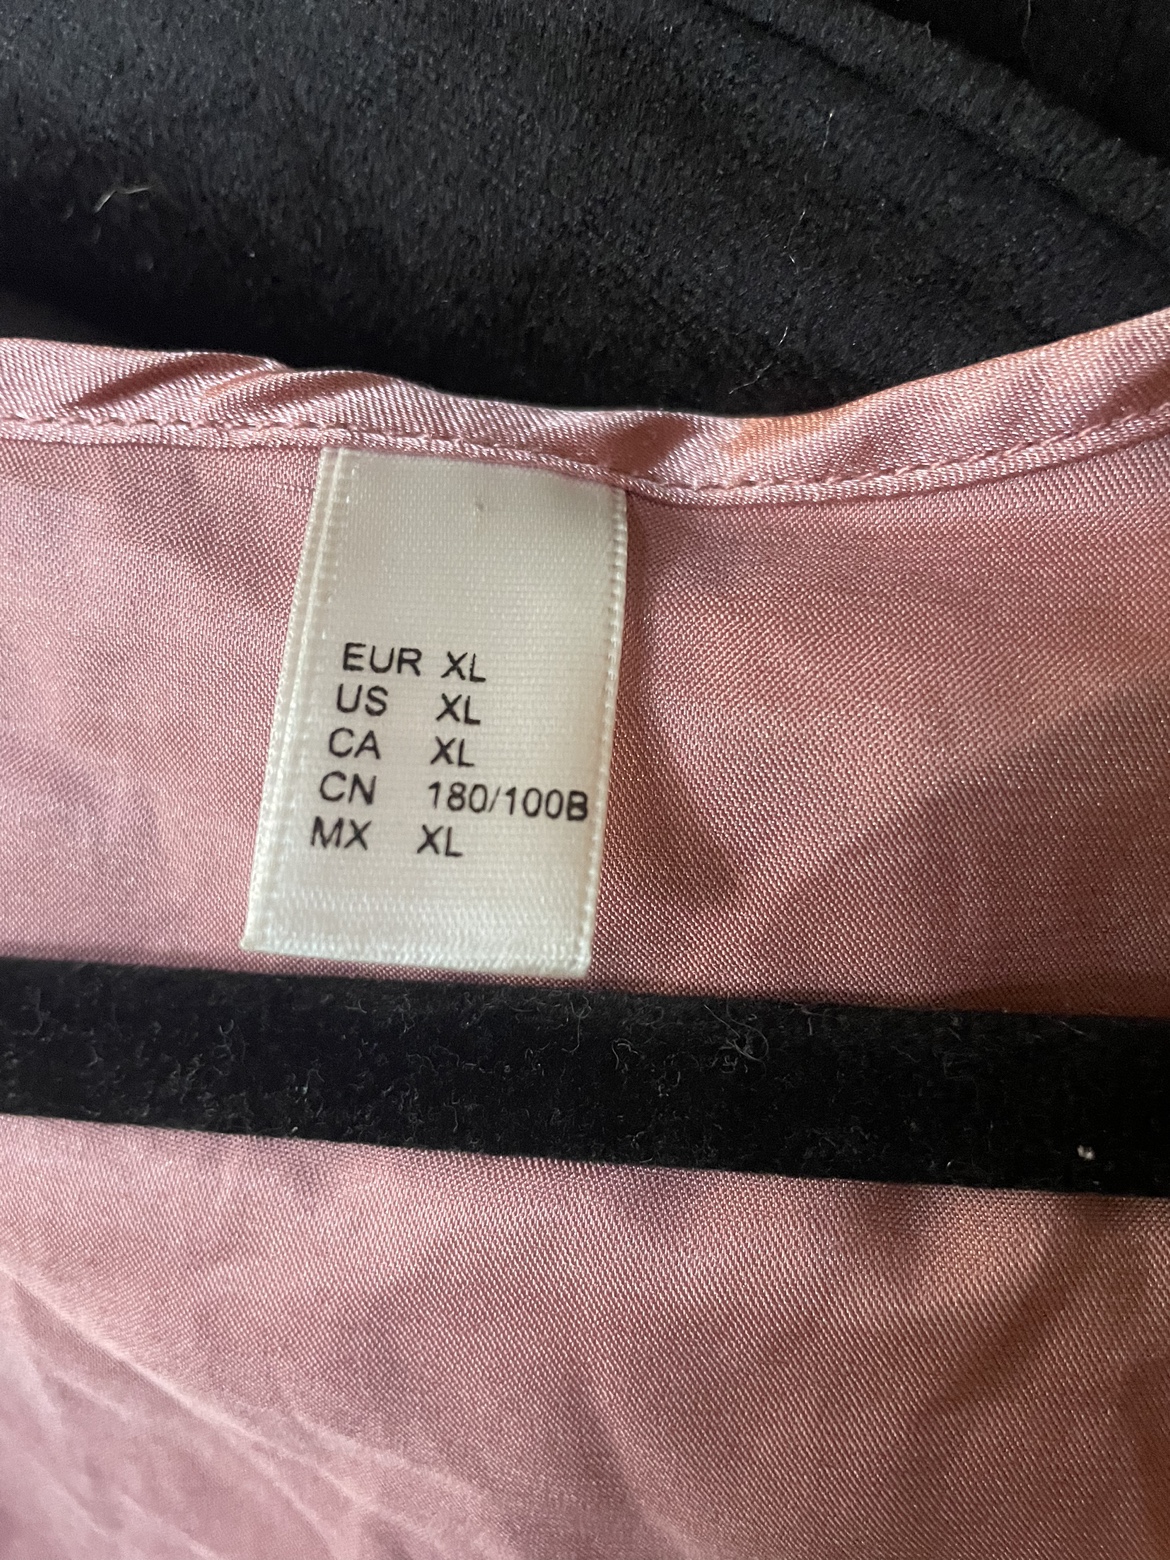 EUR XL
US XL
CA XL
CN 180/100B
MX XL